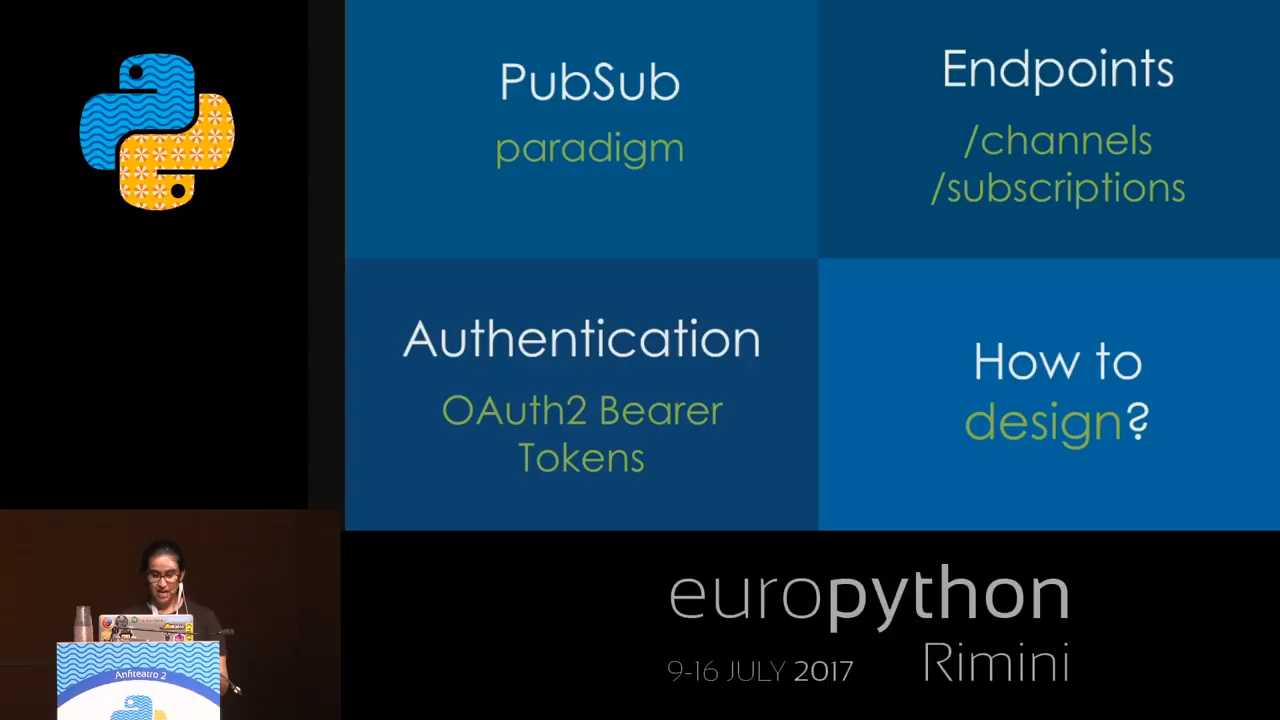 PubSub
paradigm
Endpoints
/channels
/subscriptions
Authentication
OAuth2 Bearer
Tokens
How to
design?
europython
9-16 JULY 2017
Rimini
Anfiteatro 2